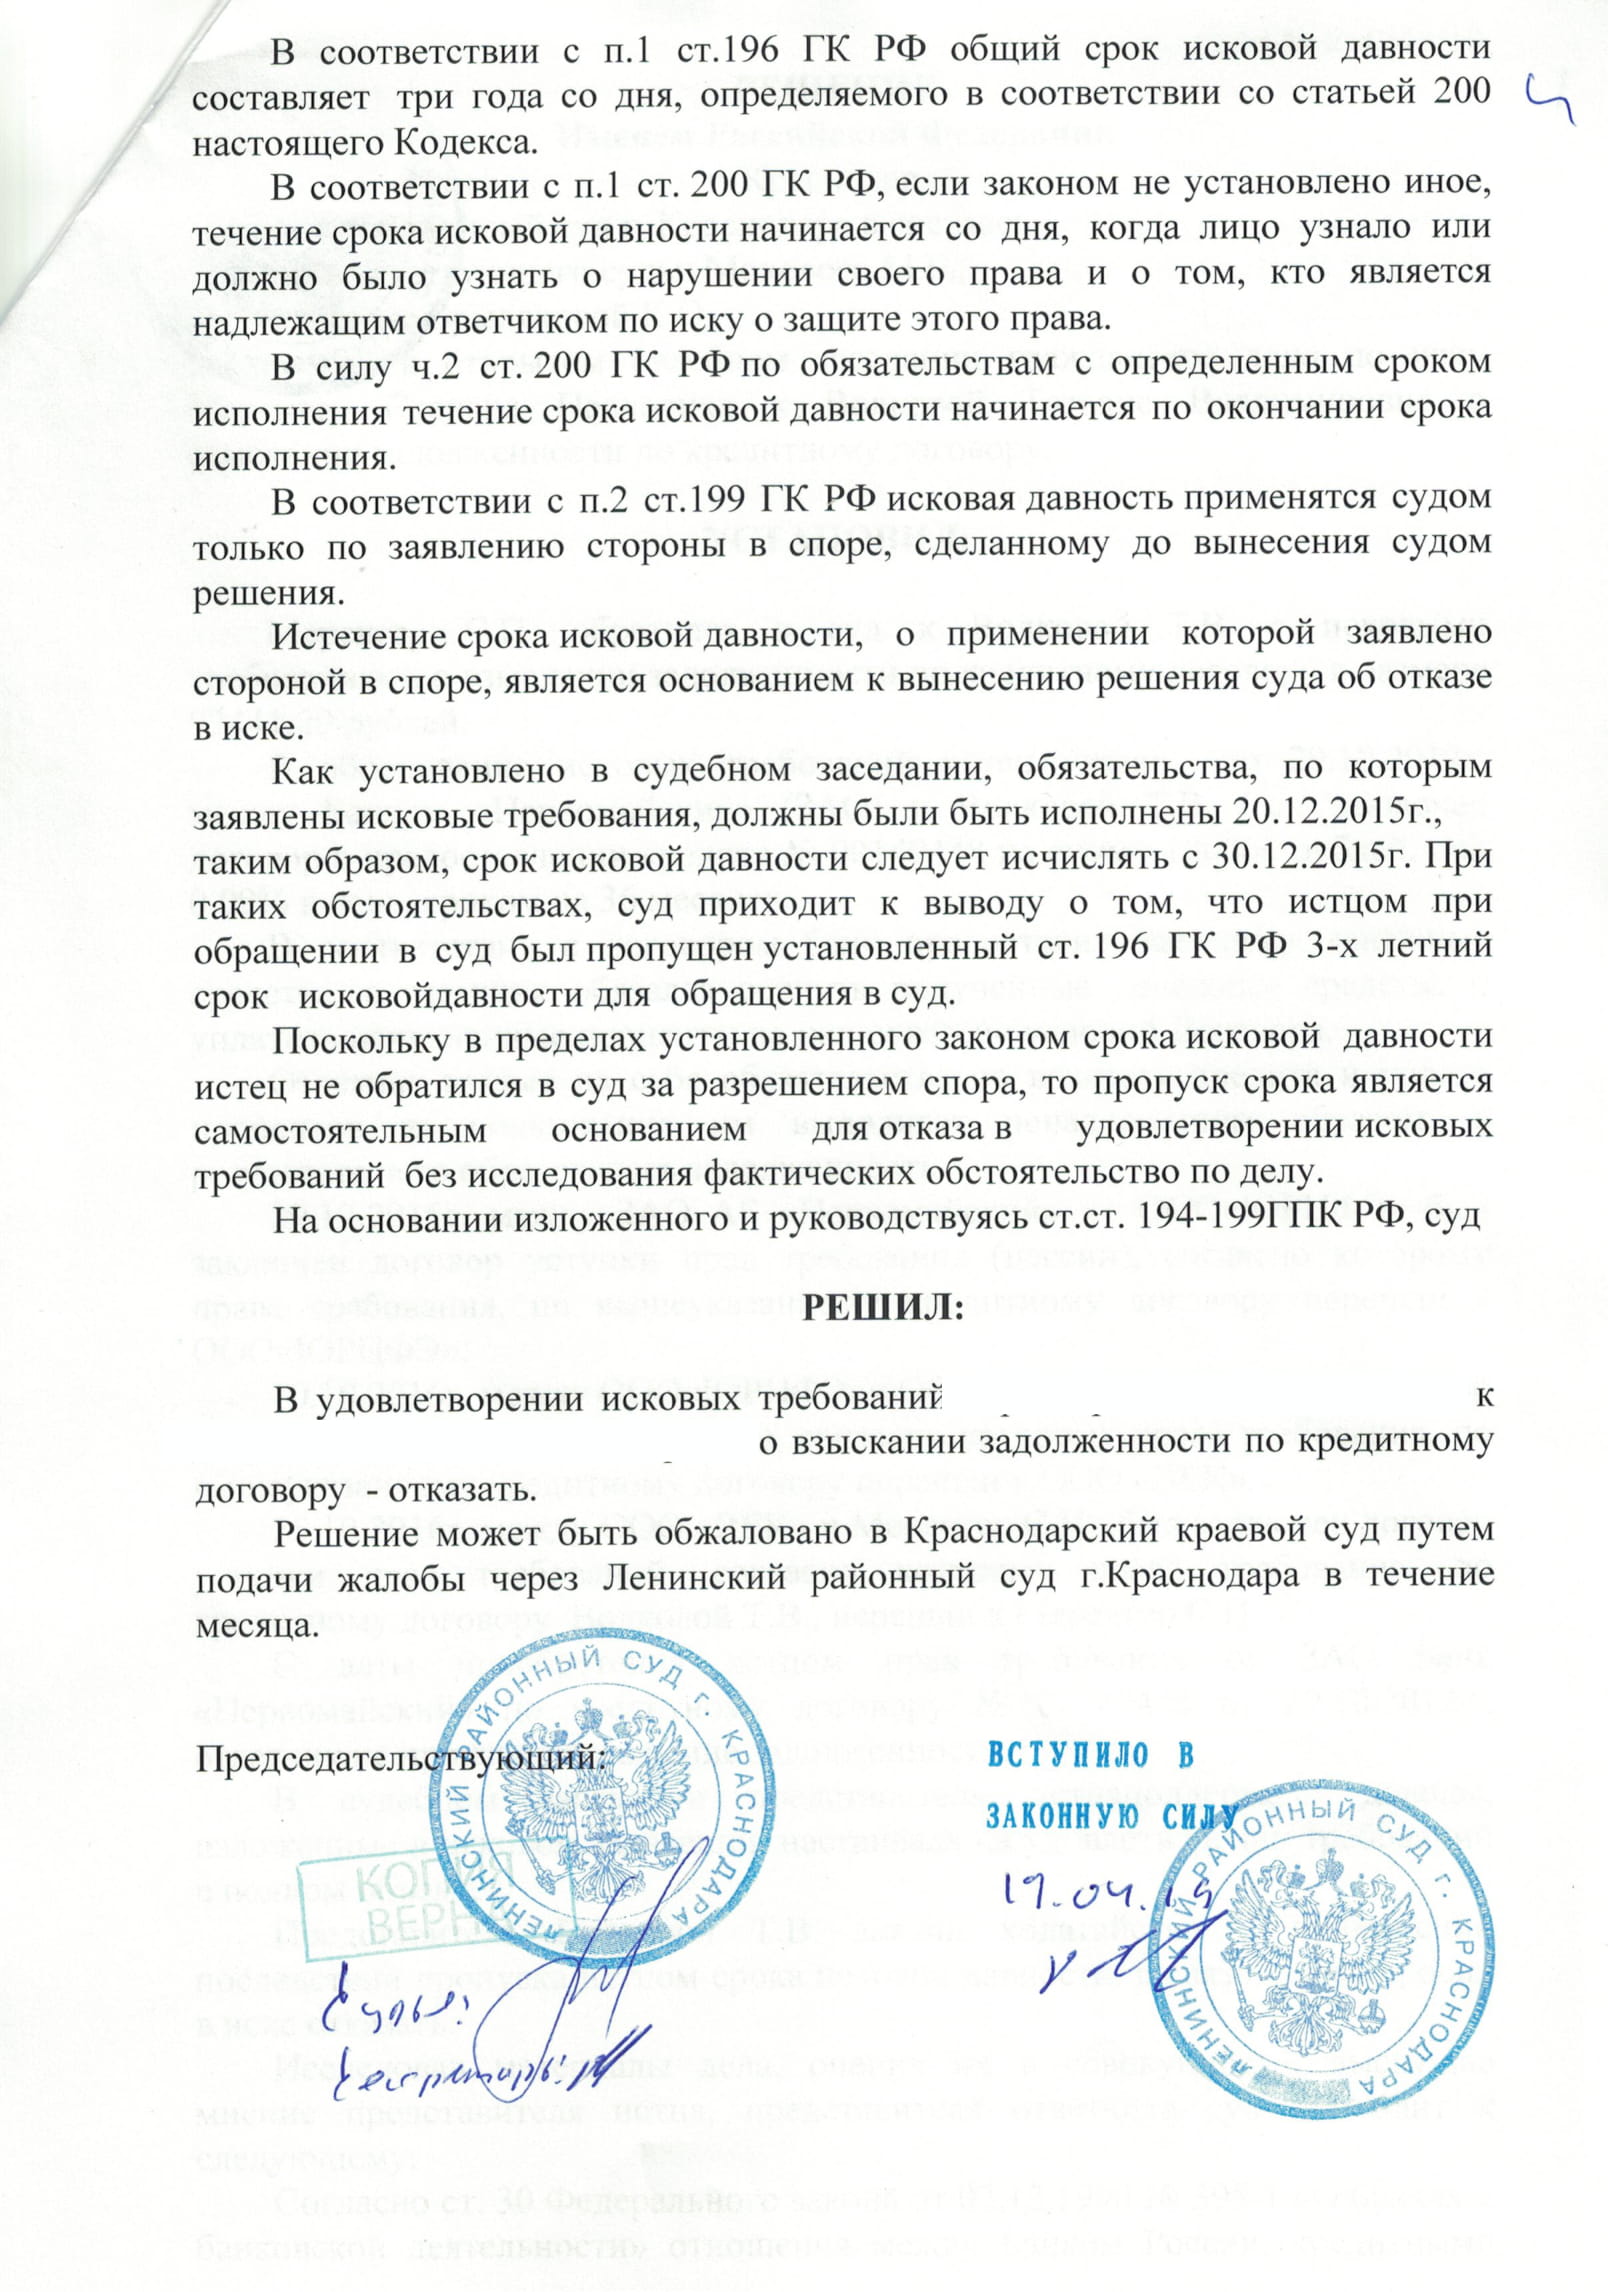 В соответствии с п.1 ст.196 ГК РФ общий срок исковой давности
составляет три года со дня, определяемого в соответствии со статьей 200
настоящего Кодекса.
В соответствии с п.1 ст. 200 ГК РФ, если законом не установлено иное,
течение срока исковой давности начинается со дня, когда лицо узнало или
должно было узнать о нарушении своего права и о том, кто является
надлежащим ответчиком по иску о защите этого права.
В силу ч.2 ст. 200 ГК РФ по обязательствам с определенным сроком
исполнения течение срока исковой давности начинается по окончании срока
исполнения.
В соответствии с п.2 ст.199 ГК РФ исковая давность применятся судом
только по заявлению стороны в споре, сделанному до вынесения судом
решения.
Истечение срока исковой давности, о применении которой заявлено
стороной в споре, является основанием к вынесению решения суда об отказе
в иске.
Как установлено в судебном заседании, обязательства, по которым
заявлены исковые требования, должны были быть исполнены 20.12.2015г.,
таким образом, срок исковой давности следует исчислять с 30.12.2015г. При
таких обстоятельствах, суд приходит к выводу о том, что истцом при
обращении в суд был пропущен установленный ст. 196 ГК РФ 3-х летний
срок исковойдавности для обращения в суд.
Поскольку в пределах установленного законом срока исковой давности
истец не обратился в суд за разрешением спора, то пропуск срока является
самостоятельным основанием для отказа в удовлетворении исковых
требований без исследования фактических обстоятельство по делу.
На основании изложенного и руководствуясь ст.ст. 194-199ГПК РФ, суд
РЕШИЛ:
В удовлетворении исковых требований к
о взыскании задолженности по кредитному
договору - отказать.
Решение может быть обжаловано в Краснодарский краевой суд путем
подачи жалобы через Ленинский районный суд г.Краснодара в течение
месяца.
Председательствующий:
ЛЕНИНСКИЙ РАЙОННЫЙ СУД г. КРАСНОДАРА
ВСТУПИЛО В
ЗАКОННУЮ СИЛУ
19.04.19
ЛЕНИНСКИЙ РАЙОННЫЙ СУД г. КРАСНОДАРА
КОПИЯ
ВЕРНА
Судья:
Секретарь: